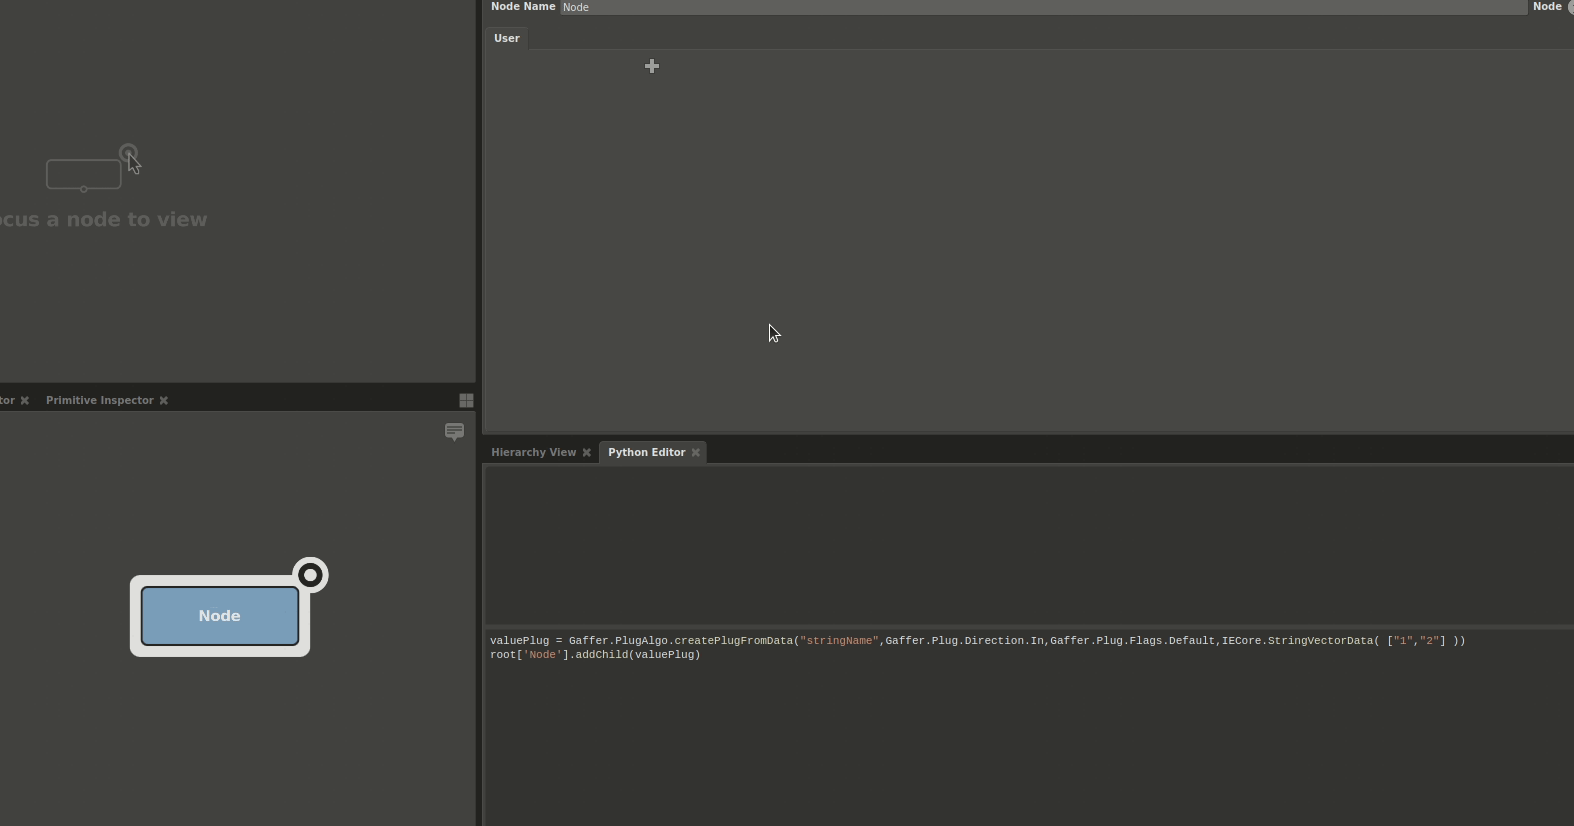 Node Name Node Node
User
ocus a node to view
tor Primitive Inspector
Node
Hierarchy View Python Editor
valuePlug = Gaffer.PlugAlgo.createPlugFromData("stringName",Gaffer.Plug.Direction.In,Gaffer.Plug.Flags.Default,IECore.StringVectorData( ["1","2"] ))
root['Node'].addChild(valuePlug)